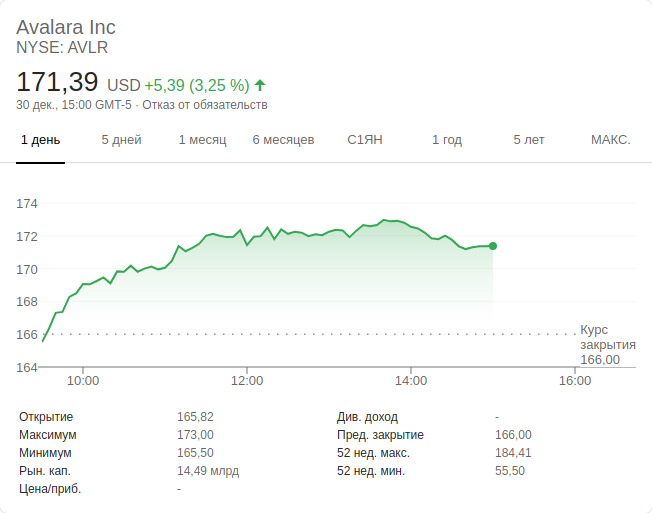 Avalara Inc
NYSE: AVLR
171,39 USD +5,39 (3,25 %)
30 дек., 15:00 GMT-5 · Отказ от обязательств
1 день 5 дней 1 месяц 6 месяцев С1ЯН 1 год 5 лет МАКС.
174
172
170
168
166
164
Курс
закрытия
166,00
10:00 12:00 14:00 16:00
Открытие 165,82 Див. доход -
Максимум 173,00 Пред. закрытие 166,00
Минимум 165,50 52 нед. макс. 184,41
Рын. кап. 14,49 млрд 52 нед. мин. 55,50
Цена/приб. -